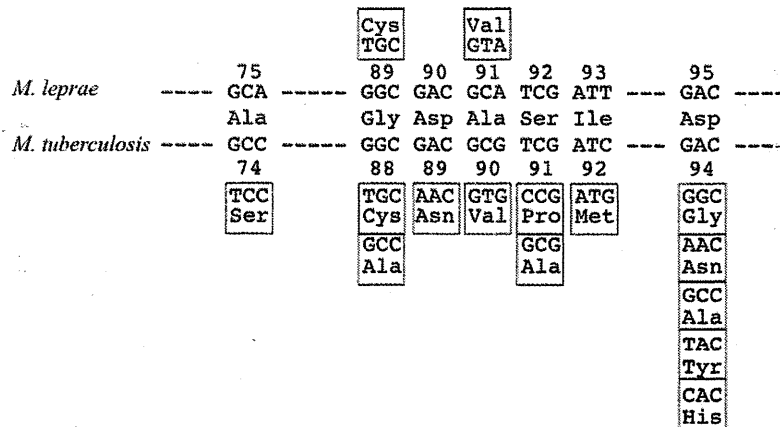 Cys Val
TGC GTA
75 89 90 91 92 93 95
M. leprae ---- GCA ----- GGC GAC GCA TCG ATT --- GAC ----
Ala Gly Asp Ala Ser Ile Asp
M. tuberculosis ---- GCC ----- GGC GAC GCG TCG ATC --- GAC ----
74 88 89 90 91 92 94
TCC TGC AAC GTG CCG ATG GGC
Ser Cys Asn Val Pro Met Gly
GCC GCG AAC
Ala Ala Asn
GCC
Ala
TAC
Tyr
CAC
His